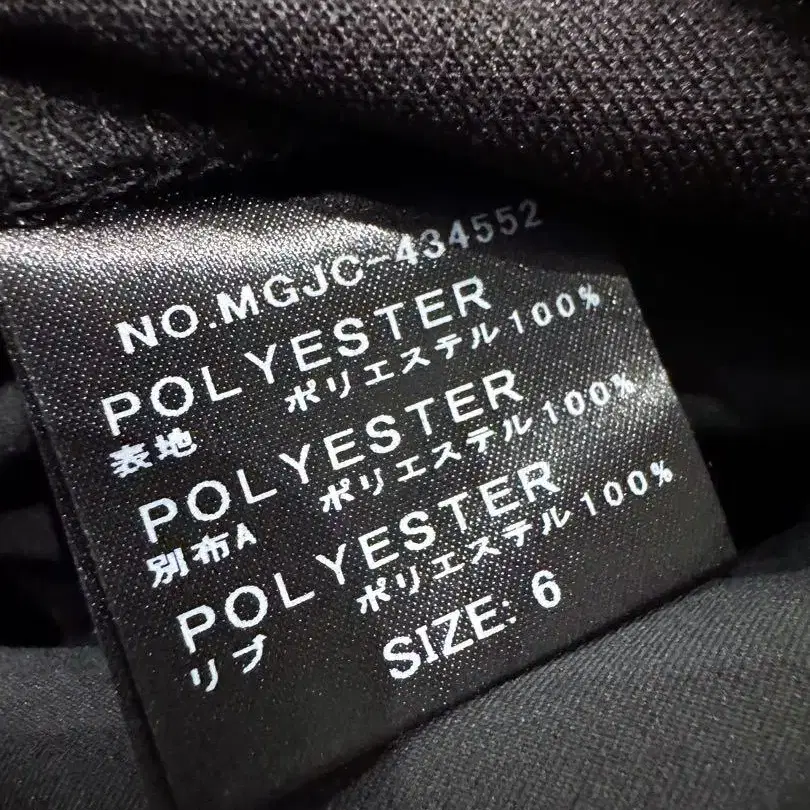 NO.MGJC-434552
POLYESTER
表地 ポリエステル100%
POLYESTER
別布A ポリエステル100%
POLYESTER
リブ ポリエステル100%
SIZE: 6